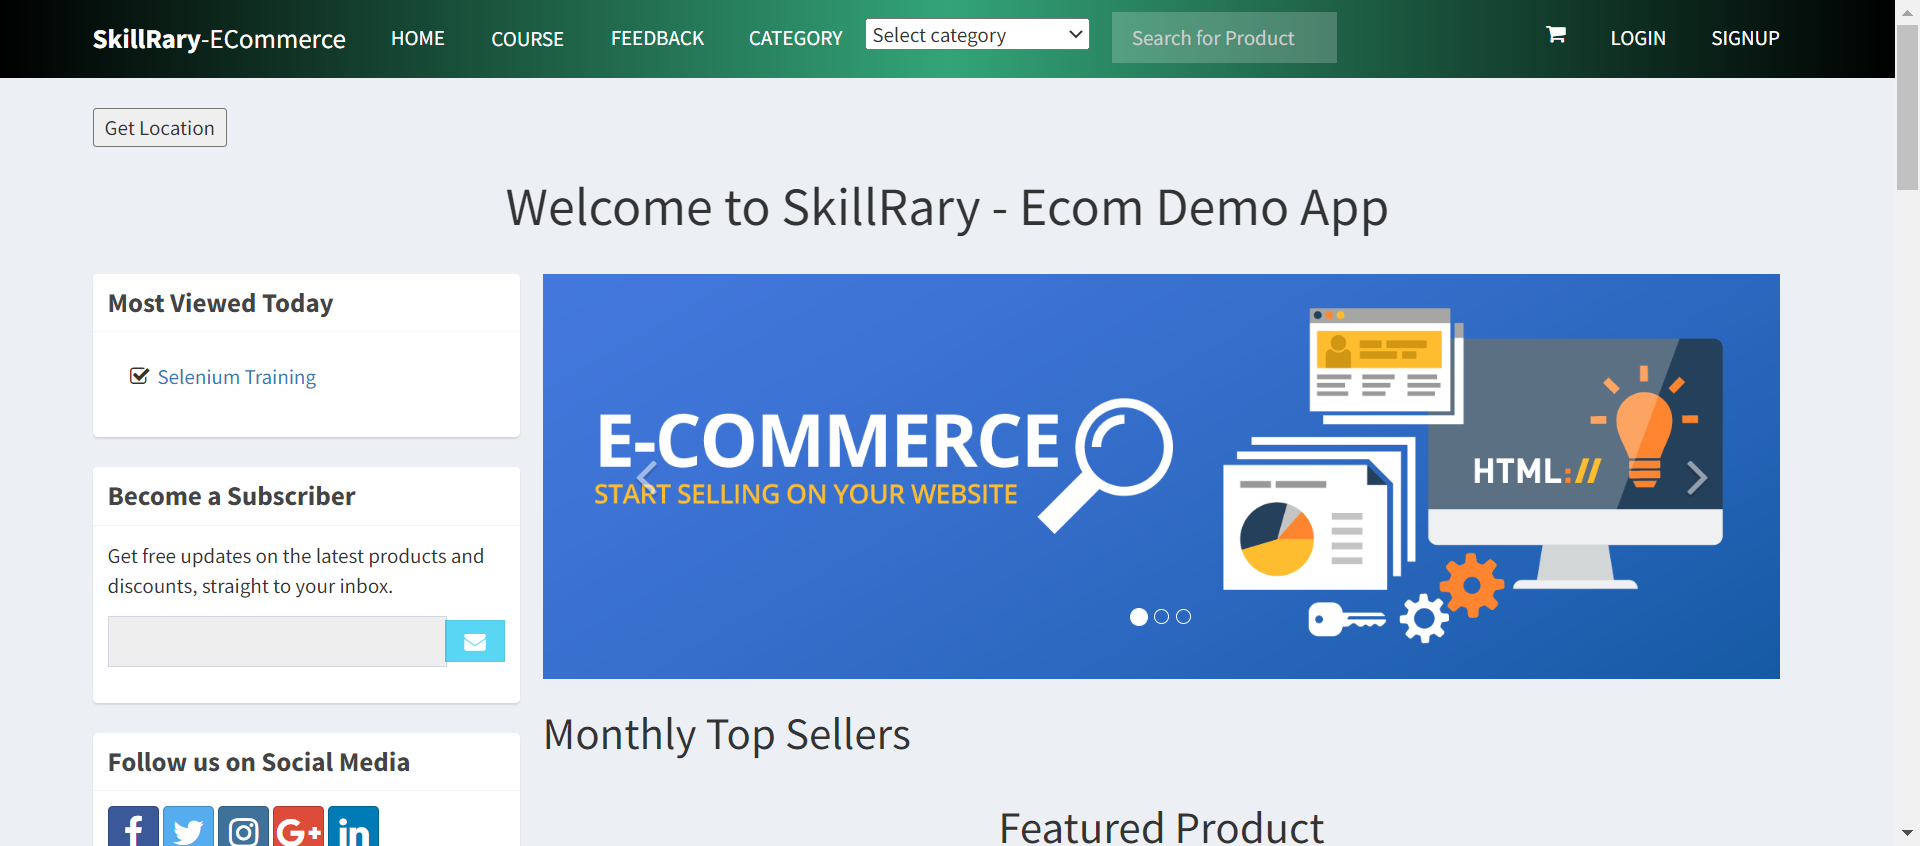 SkillRary-ECommerce HOME COURSE FEEDBACK CATEGORY Select category Search for Product LOGIN SIGNUP
Get Location
Welcome to SkillRary - Ecom Demo App
Most Viewed Today
Selenium Training
Become a Subscriber
Get free updates on the latest products and
discounts, straight to your inbox.
Follow us on Social Media
f G+ in
E-COMMERCE
START SELLING ON YOUR WEBSITE
HTML://
Monthly Top Sellers
Featured Product